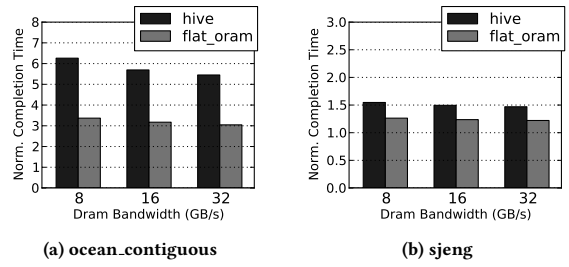 hive
flat_oram
Norm. Completion Time
8
7
6
5
4
3
2
1
0
8 16 32
Dram Bandwidth (GB/s)
(a) ocean_contiguous
hive
flat_oram
Norm. Completion Time
3.0
2.5
2.0
1.5
1.0
0.5
0.0
8 16 32
Dram Bandwidth (GB/s)
(b) sjeng